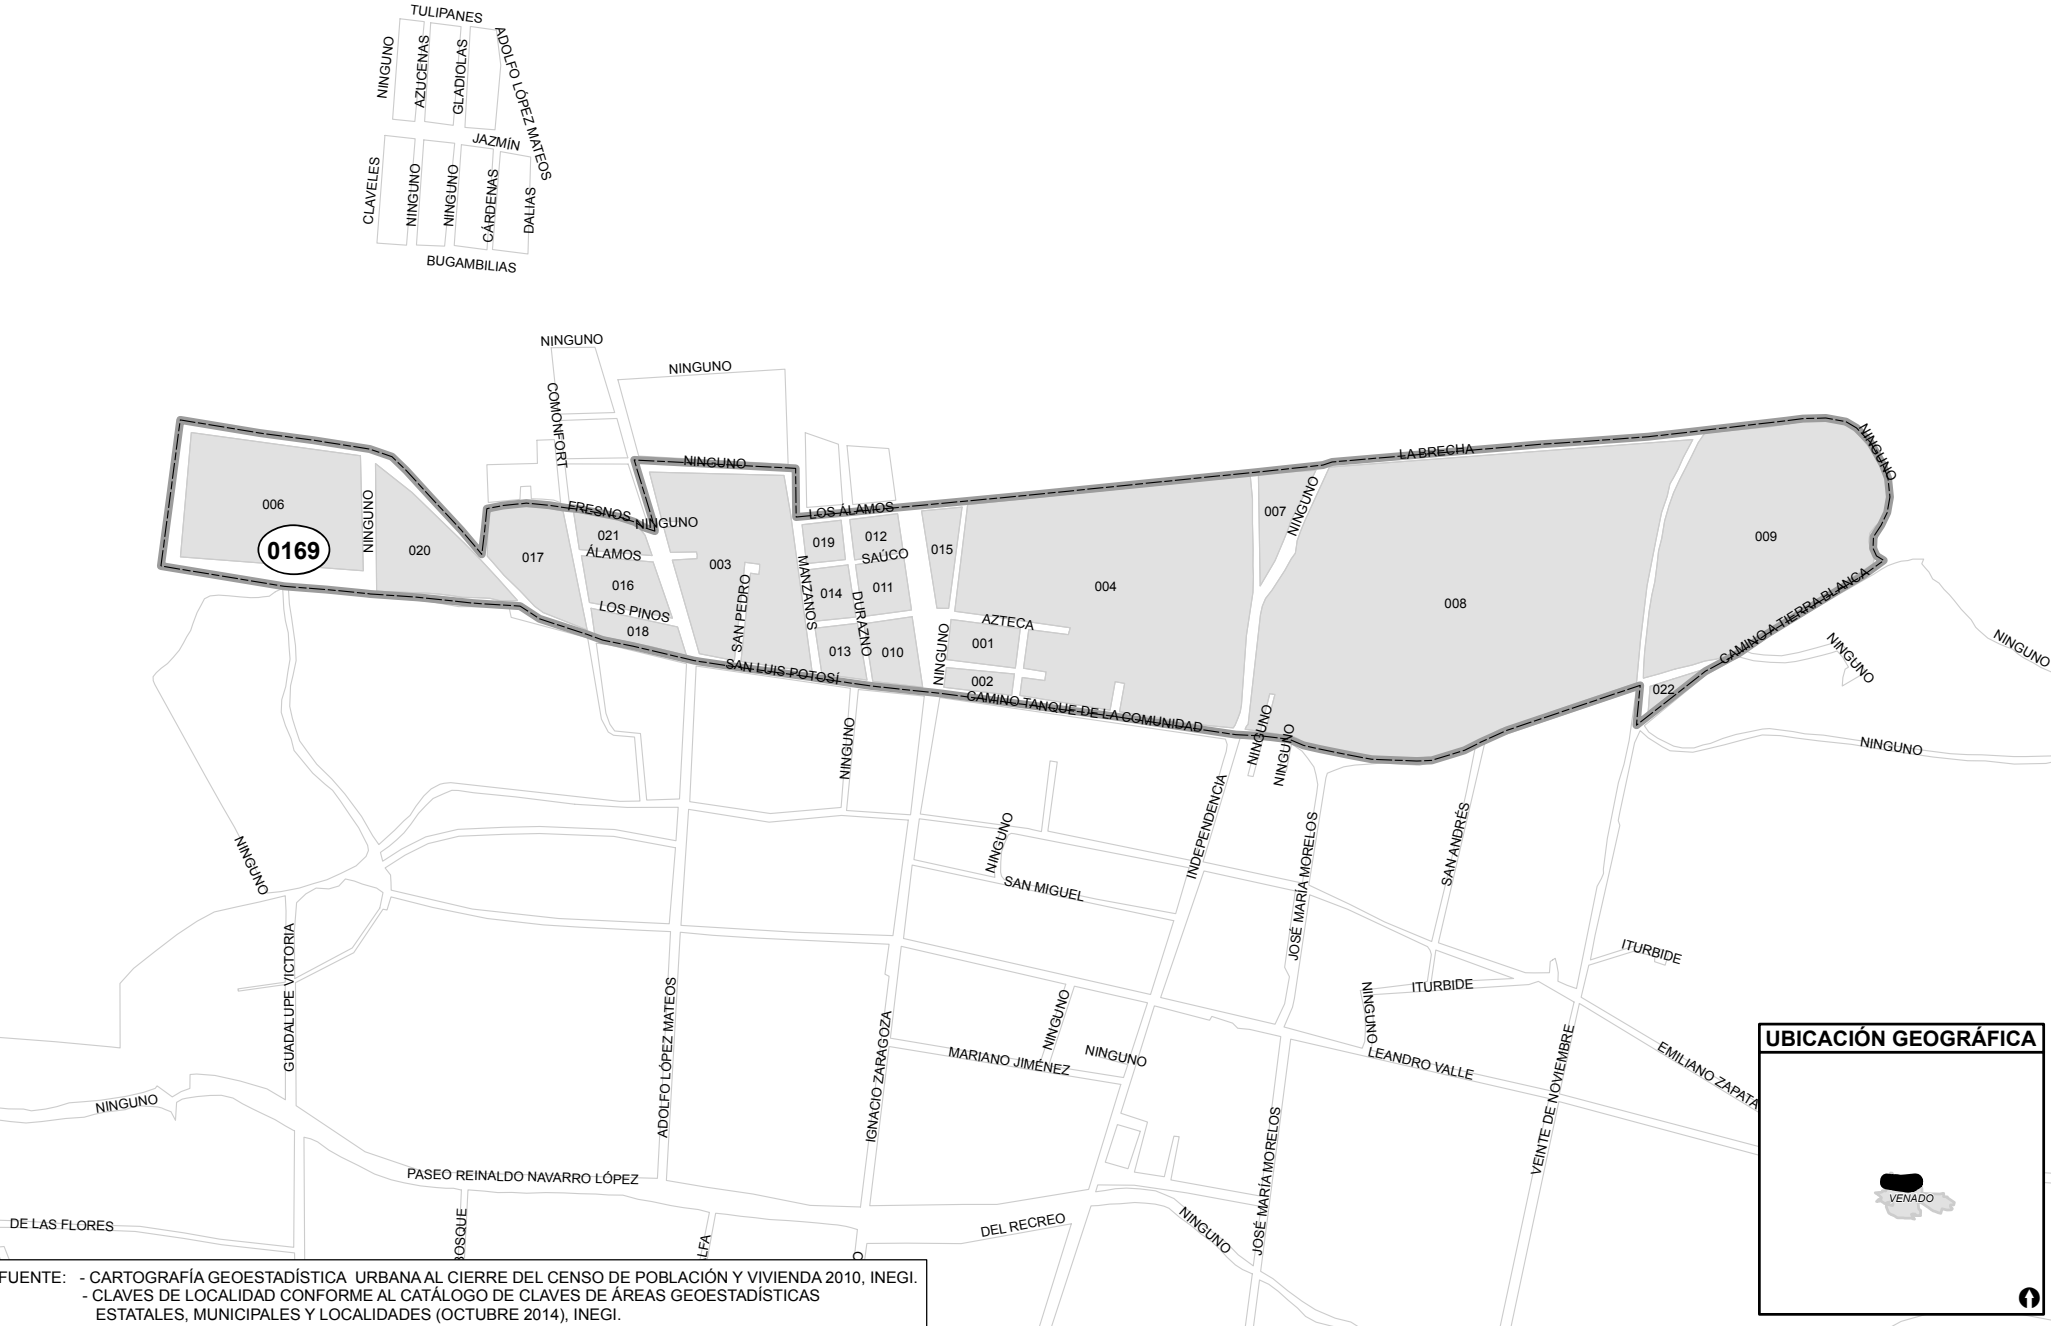 TULIPANES
NINGUNO
AZUCENAS
GLADIOLAS
ADOLFO LÓPEZ MATEOS
JAZMÍN
CLAVELES
NINGUNO
NINGUNO
CÁRDENAS
DALIAS
BUGAMBILIAS
NINGUNO
NINGUNO
COMONFORT
NINGUNO
LA BRECHA
NINGUNO
006
NINGUNO
0169
020
FRESNOS
NINGUNO
LOS ÁLAMOS
007
NINGUNO
021
017
ÁLAMOS
003
019
012
SAÚCO
015
009
016
SAN PEDRO
MANZANOS
014
DURAZNO
011
004
008
LOS PINOS
018
013
010
NINGUNO
AZTECA
001
002
CAMINO A TIERRA BLANCA
022
NINGUNO
NINGUNO
NINGUNO
SAN LUIS POTOSÍ
CAMINO TANQUE DE LA COMUNIDAD
NINGUNO
NINGUNO
NINGUNO
NINGUNO
NINGUNO
SAN MIGUEL
INDEPENDENCIA
JOSÉ MARÍA MORELOS
SAN ANDRÉS
GUADALUPE VICTORIA
ADOLFO LÓPEZ MATEOS
IGNACIO ZARAGOZA
NINGUNO
MARIANO JIMÉNEZ
NINGUNO
NINGUNO
ITURBIDE
ITURBIDE
LEANDRO VALLE
EMILIANO ZAPATA
VEINTE DE NOVIEMBRE
JOSÉ MARÍA MORELOS
NINGUNO
PASEO REINALDO NAVARRO LÓPEZ
DE LAS FLORES
BOSQUE
LFA
O
DEL RECREO
NINGUNO
UBICACIÓN GEOGRÁFICA
VENADO
FUENTE: - CARTOGRAFÍA GEOESTADÍSTICA URBANA AL CIERRE DEL CENSO DE POBLACIÓN Y VIVIENDA 2010, INEGI.
- CLAVES DE LOCALIDAD CONFORME AL CATÁLOGO DE CLAVES DE ÁREAS GEOESTADÍSTICAS
ESTATALES, MUNICIPALES Y LOCALIDADES (OCTUBRE 2014), INEGI.